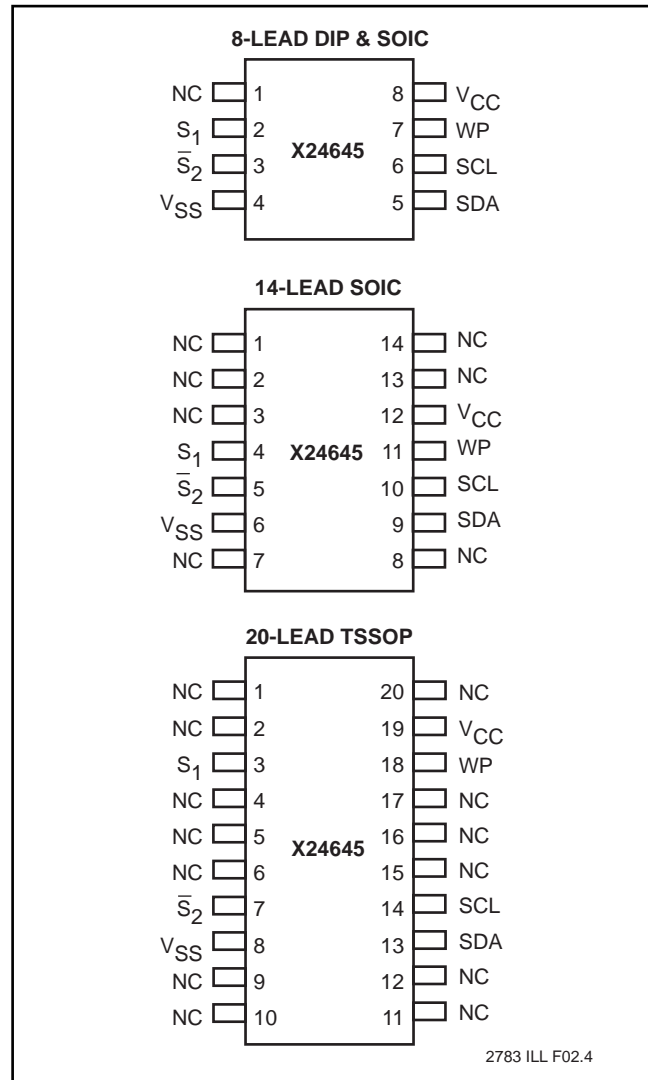 8-LEAD DIP & SOIC
NC 1 8 VCC
S1 2 7 WP
X24645
S̅2 3 6 SCL
VSS 4 5 SDA
14-LEAD SOIC
NC 1 14 NC
NC 2 13 NC
NC 3 12 VCC
S1 4 X24645 11 WP
S̅2 5 10 SCL
VSS 6 9 SDA
NC 7 8 NC
20-LEAD TSSOP
NC 1 20 NC
NC 2 19 VCC
S1 3 18 WP
NC 4 17 NC
NC 5 16 NC
X24645
NC 6 15 NC
S̅2 7 14 SCL
VSS 8 13 SDA
NC 9 12 NC
NC 10 11 NC
2783 ILL F02.4